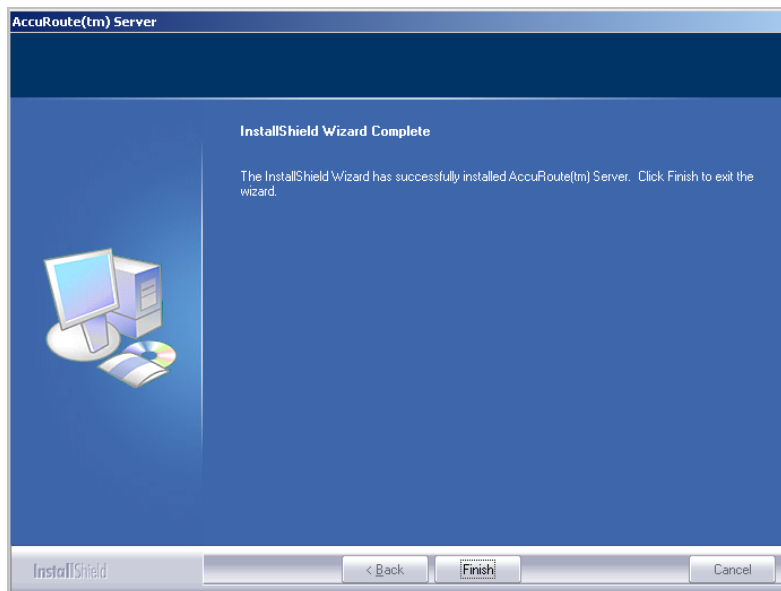 AccuRoute(tm) Server
InstallShield Wizard Complete
The InstallShield Wizard has successfully installed AccuRoute(tm) Server. Click Finish to exit the
wizard.
InstallShield
< Back
Finish
Cancel